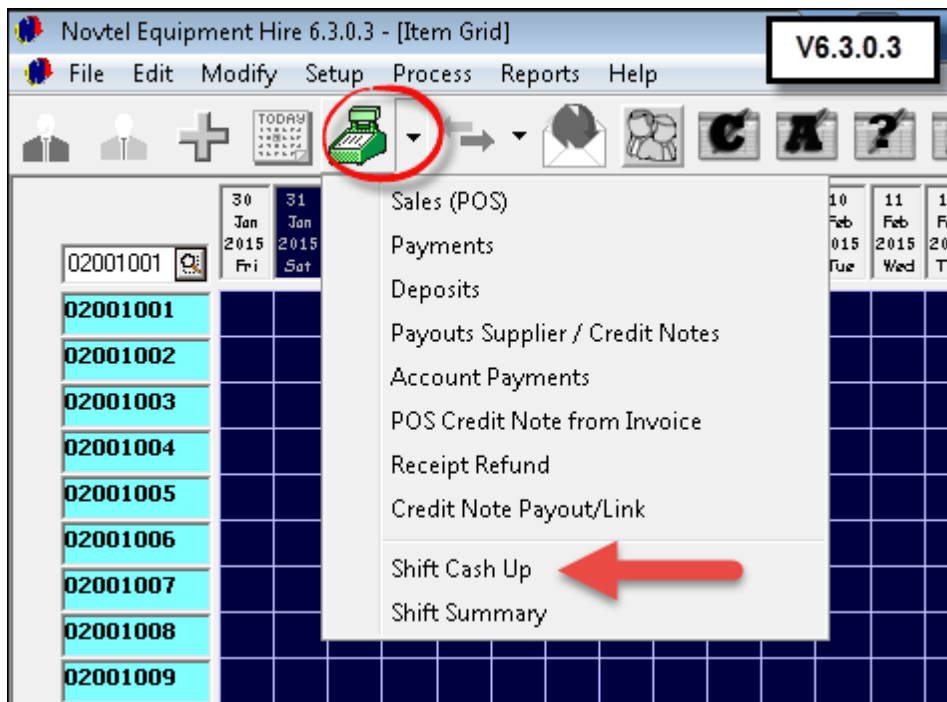 Novtel Equipment Hire 6.3.0.3 - [Item Grid]
V6.3.0.3
File Edit Modify Setup Process Reports Help
TODAY
C A ?
30 Jan 2015 Fri
31 Jan 2015 Sat
10 Feb 015 Tue
11 Feb 2015 Wed
02001001
02001001
02001002
02001003
02001004
02001005
02001006
02001007
02001008
02001009
Sales (POS)
Payments
Deposits
Payouts Supplier / Credit Notes
Account Payments
POS Credit Note from Invoice
Receipt Refund
Credit Note Payout/Link
Shift Cash Up
Shift Summary